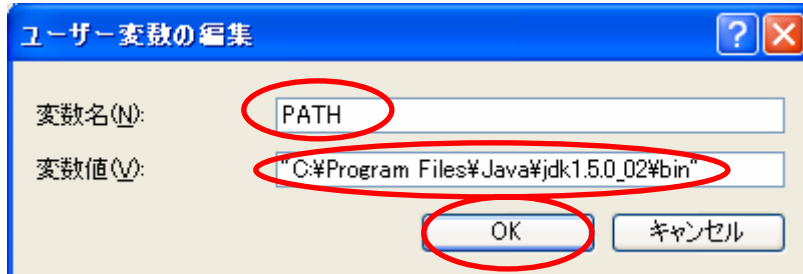 ユーザー変数の編集
変数名(N):
PATH
変数値(V):
"C:¥Program Files¥Java¥jdk1.5.0_02¥bin"
OK
キャンセル